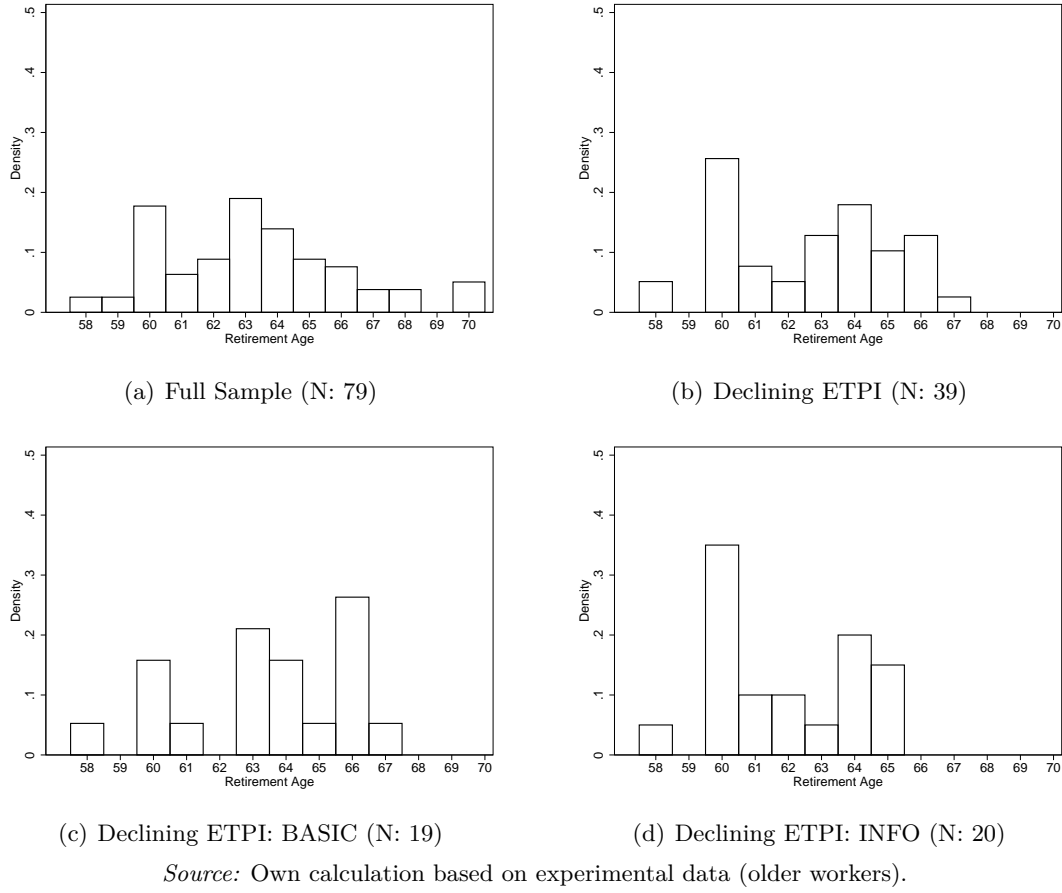 .5
.4
.3
.2
.1
0
Density
58 59 60 61 62 63 64 65 66 67 68 69 70
Retirement Age
(a) Full Sample (N: 79)
.5
.4
.3
.2
.1
0
Density
58 59 60 61 62 63 64 65 66 67 68 69 70
Retirement Age
(b) Declining ETPI (N: 39)
.5
.4
.3
.2
.1
0
Density
58 59 60 61 62 63 64 65 66 67 68 69 70
Retirement Age
(c) Declining ETPI: BASIC (N: 19)
.5
.4
.3
.2
.1
0
Density
58 59 60 61 62 63 64 65 66 67 68 69 70
Retirement Age
(d) Declining ETPI: INFO (N: 20)
Source: Own calculation based on experimental data (older workers).